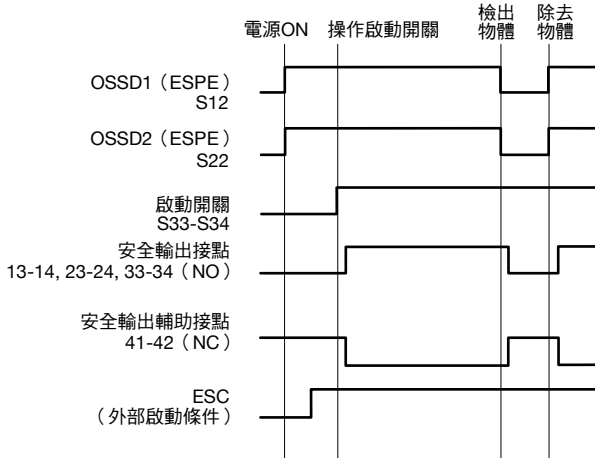 電源ON 操作啟動開關 檢出 除去
物體 物體
OSSD1（ESPE）
S12
OSSD2（ESPE）
S22
啟動開關
S33-S34
安全輸出接點
13-14, 23-24, 33-34（NO）
安全輸出輔助接點
41-42（NC）
ESC
（外部啟動條件）